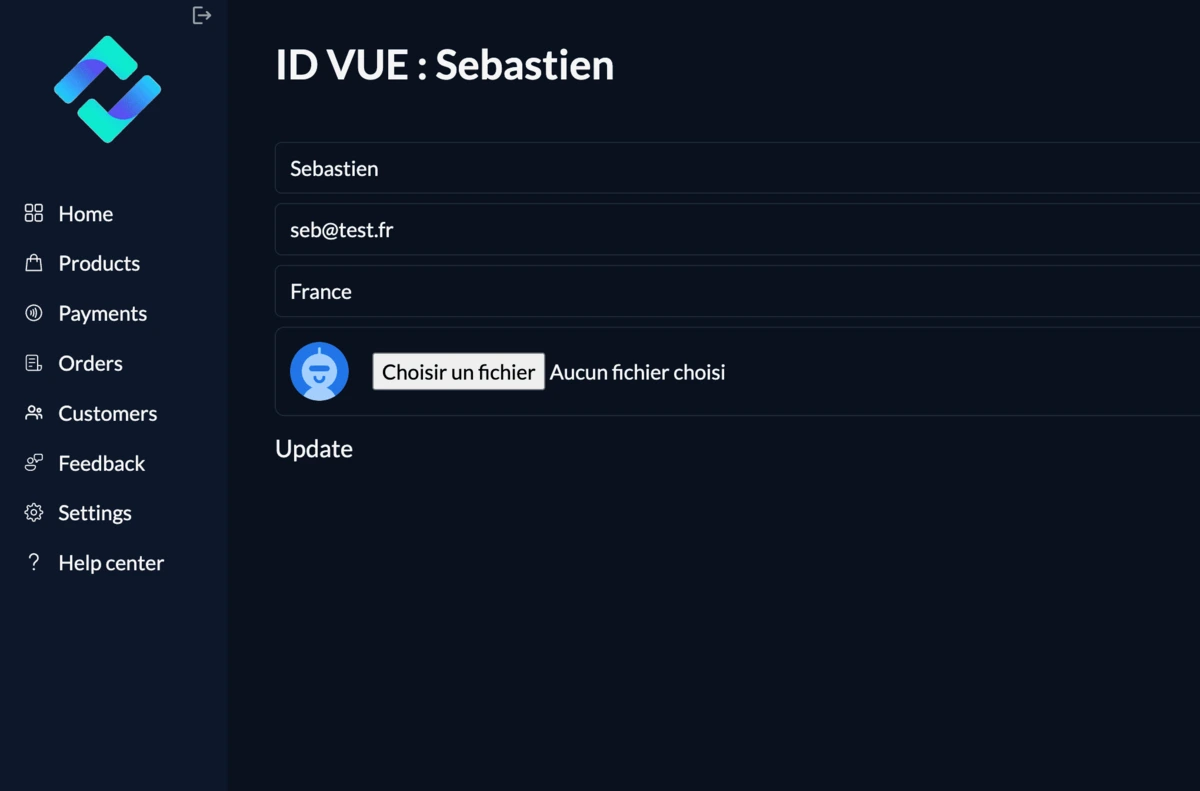 ID VUE : Sebastien
Home
Products
Payments
Orders
Customers
Feedback
Settings
Help center
Sebastien
seb@test.fr
France
Choisir un fichier Aucun fichier choisi
Update